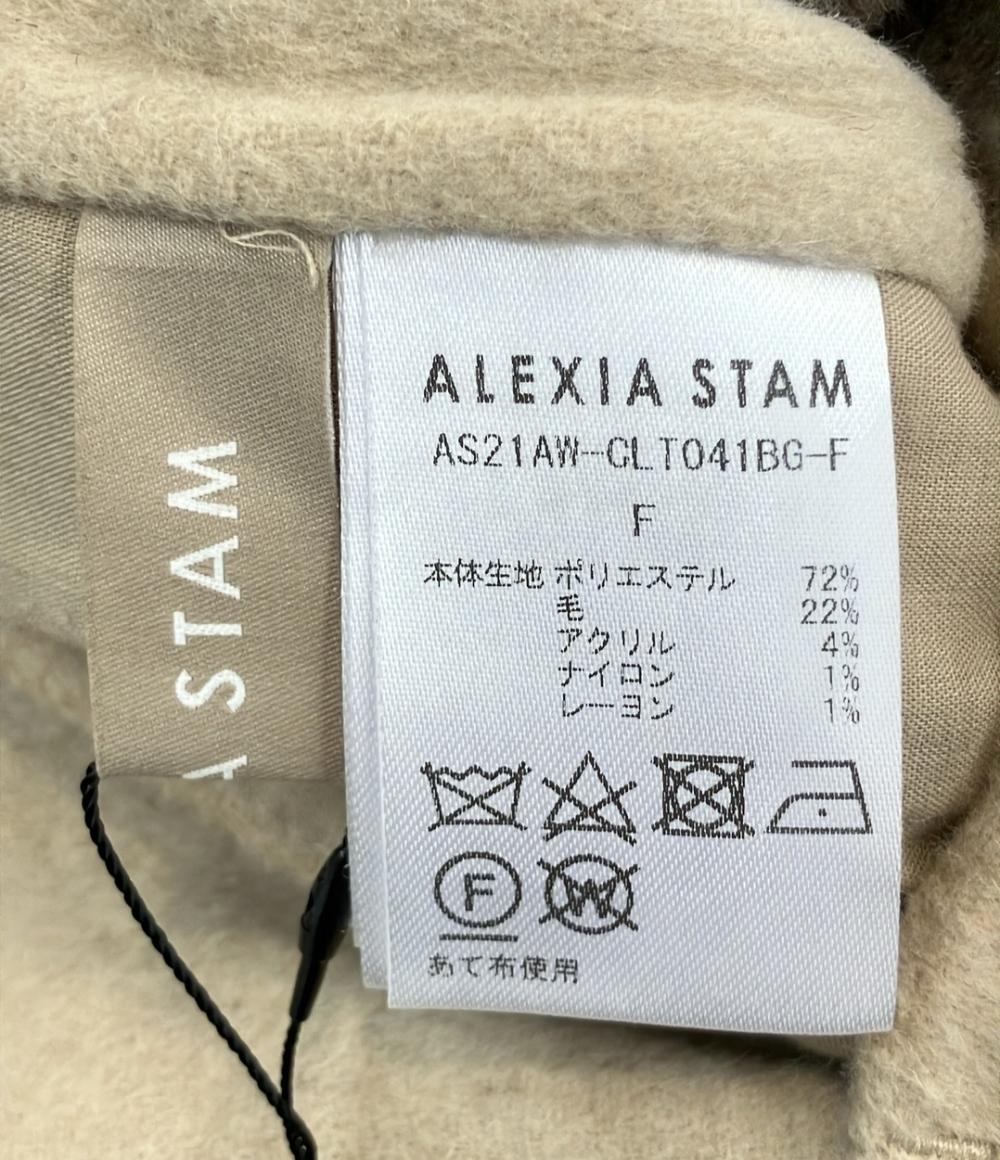 A STAM
ALEXIA STAM
AS21AW-CLT041BG-F
F
本体生地 ポリエステル 72%
毛 22%
アクリル 4%
ナイロン 1%
レーヨン 1%
F W
あて布使用